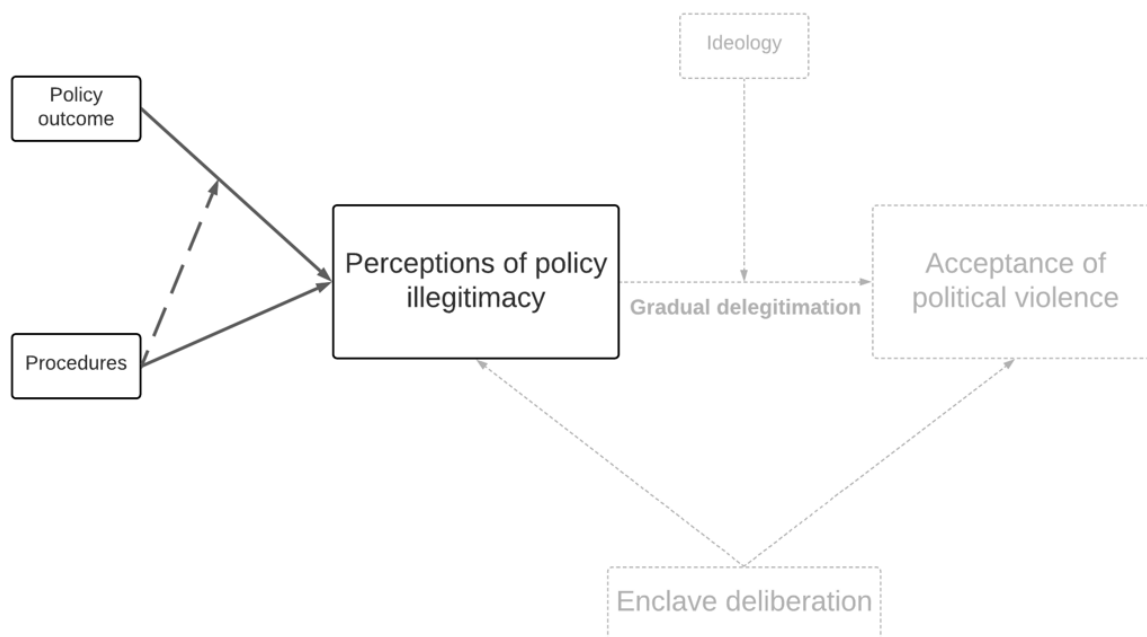 Ideology
Policy
outcome
Perceptions of policy
illegitimacy
Gradual delegitimation
Acceptance of
political violence
Procedures
Enclave deliberation